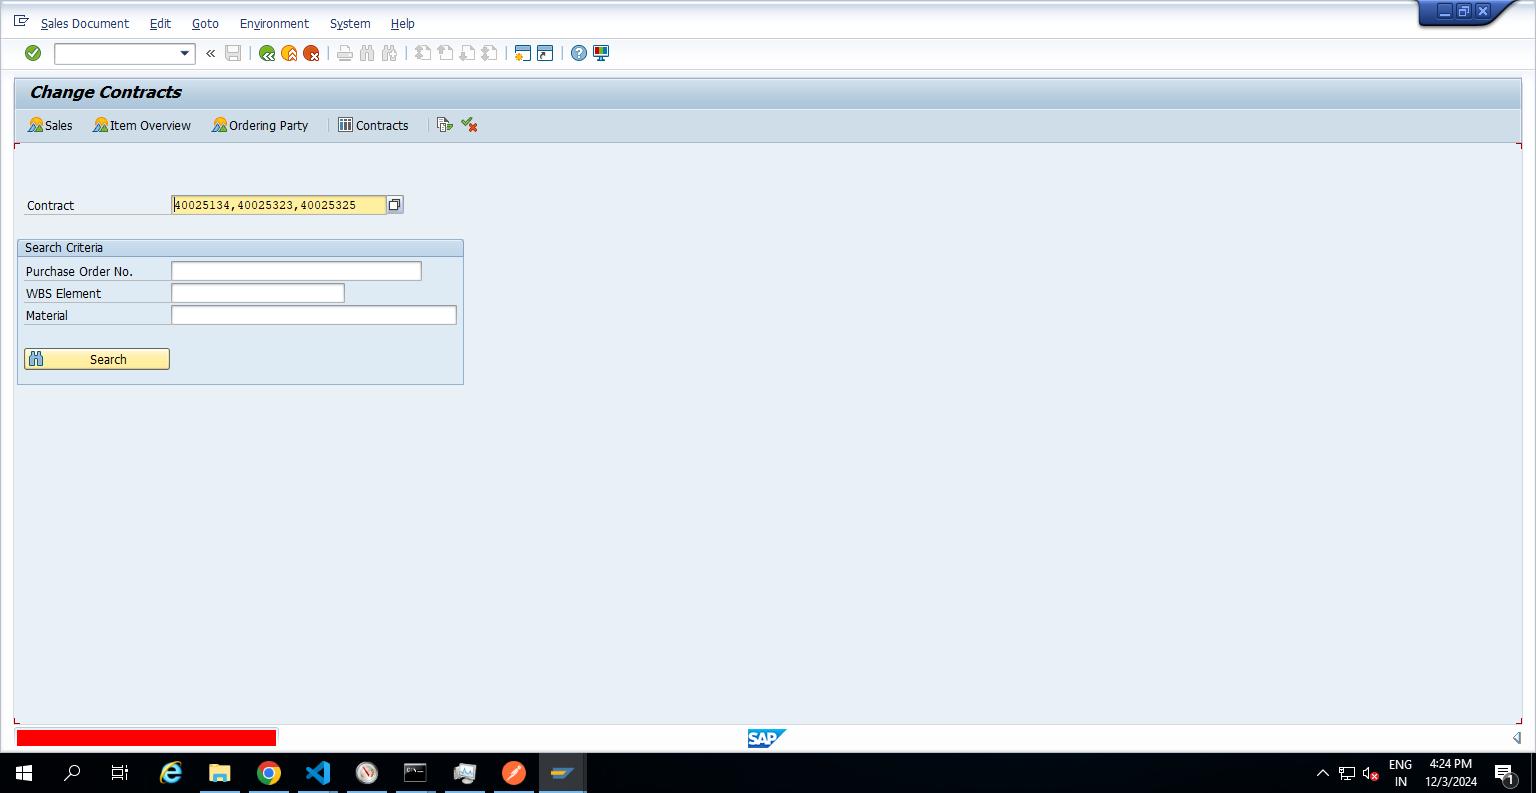 Sales Document Edit Goto Environment System Help
Change Contracts
Sales Item Overview Ordering Party Contracts
Contract 40025134,40025323,40025325
Search Criteria
Purchase Order No.
WBS Element
Material
Search
SAP
ENG 4:24 PM
IN 12/3/2024 1